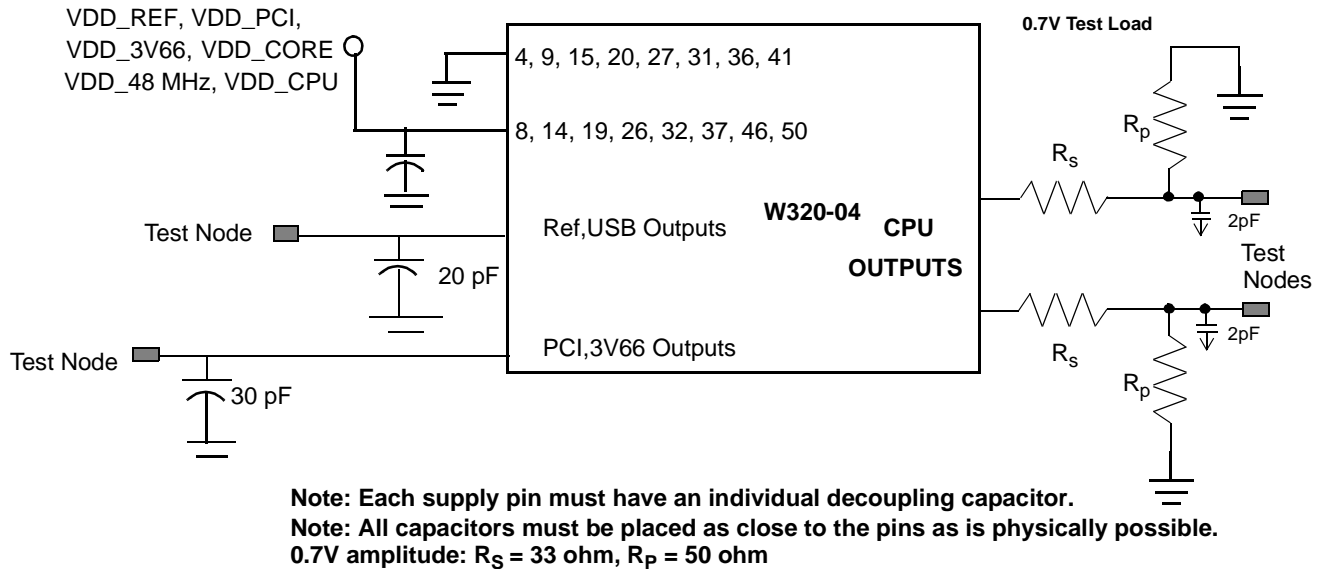 VDD_REF, VDD_PCI,
VDD_3V66, VDD_CORE
VDD_48 MHz, VDD_CPU
0.7V Test Load
4, 9, 15, 20, 27, 31, 36, 41
8, 14, 19, 26, 32, 37, 46, 50
Rp
Rs
W320-04
CPU
OUTPUTS
Test Node
Ref,USB Outputs
2pF
20 pF
Test
Nodes
2pF
Test Node
PCI,3V66 Outputs
Rs
Rp
30 pF
Note: Each supply pin must have an individual decoupling capacitor.
Note: All capacitors must be placed as close to the pins as is physically possible.
0.7V amplitude: RS = 33 ohm, RP = 50 ohm